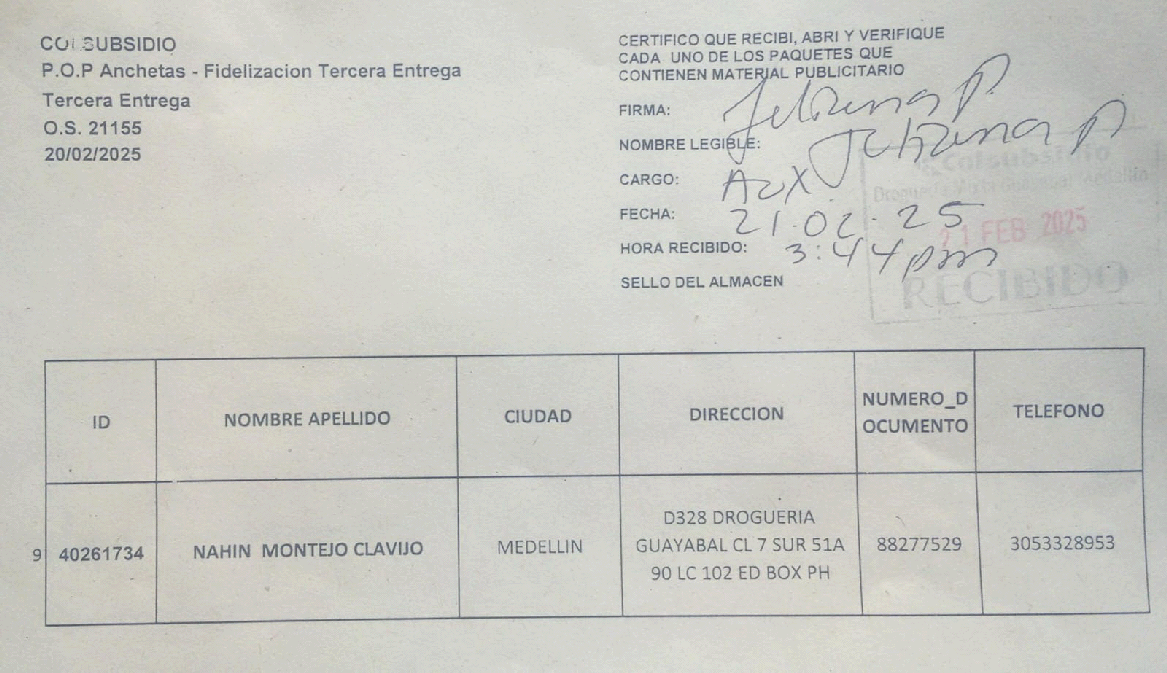 COLSUBSIDIO
P.O.P Anchetas - Fidelizacion Tercera Entrega
Tercera Entrega
O.S. 21155
20/02/2025
CERTIFICO QUE RECIBI, ABRI Y VERIFIQUE
CADA UNO DE LOS PAQUETES QUE
CONTIENEN MATERIAL PUBLICITARIO
FIRMA:
NOMBRE LEGIBLE:
CARGO: Aux
FECHA: 21.02.25
HORA RECIBIDO: 3:44 pm
SELLO DEL ALMACEN
Colsubsidio
21 FEB 2025
RECIBIDO
ID
NOMBRE APELLIDO
CIUDAD
DIRECCION
NUMERO_D
OCUMENTO
TELEFONO
9
40261734
NAHIN MONTEJO CLAVIJO
MEDELLIN
D328 DROGUERIA
GUAYABAL CL 7 SUR 51A
90 LC 102 ED BOX PH
88277529
3053328953